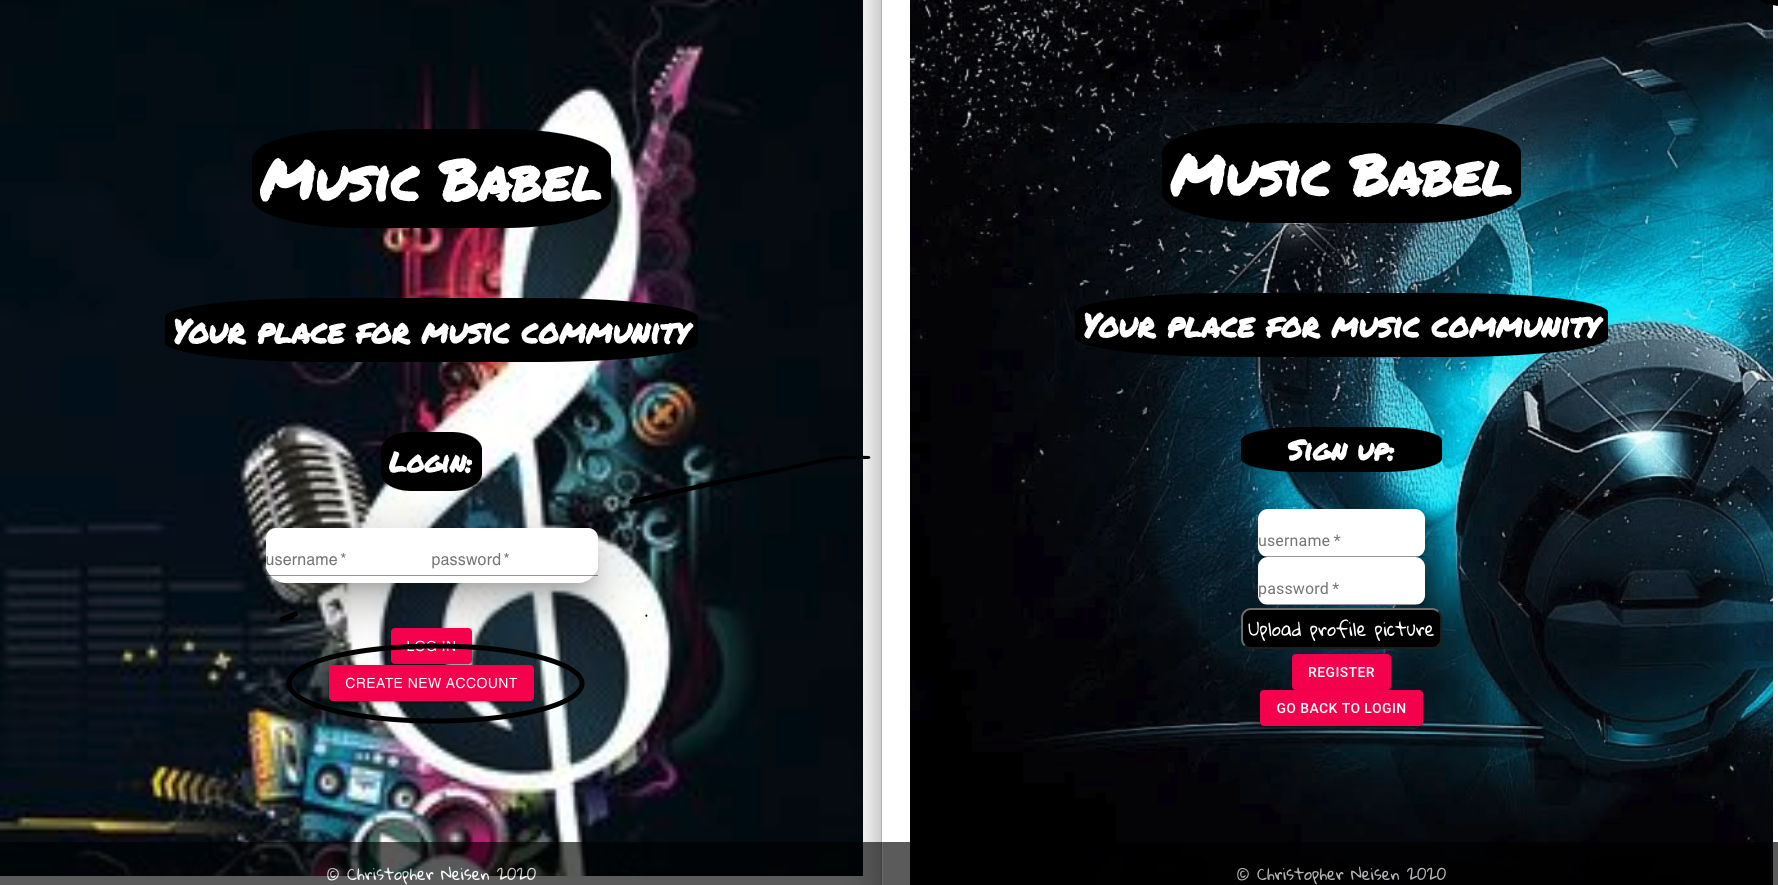 Music Babel
Your place for music community
Login:
username *
password *
LOG IN
CREATE NEW ACCOUNT
© Christopher Neisen 2020
Music Babel
Your place for music community
Sign up:
username *
password *
Upload profile picture
REGISTER
GO BACK TO LOGIN
© Christopher Neisen 2020